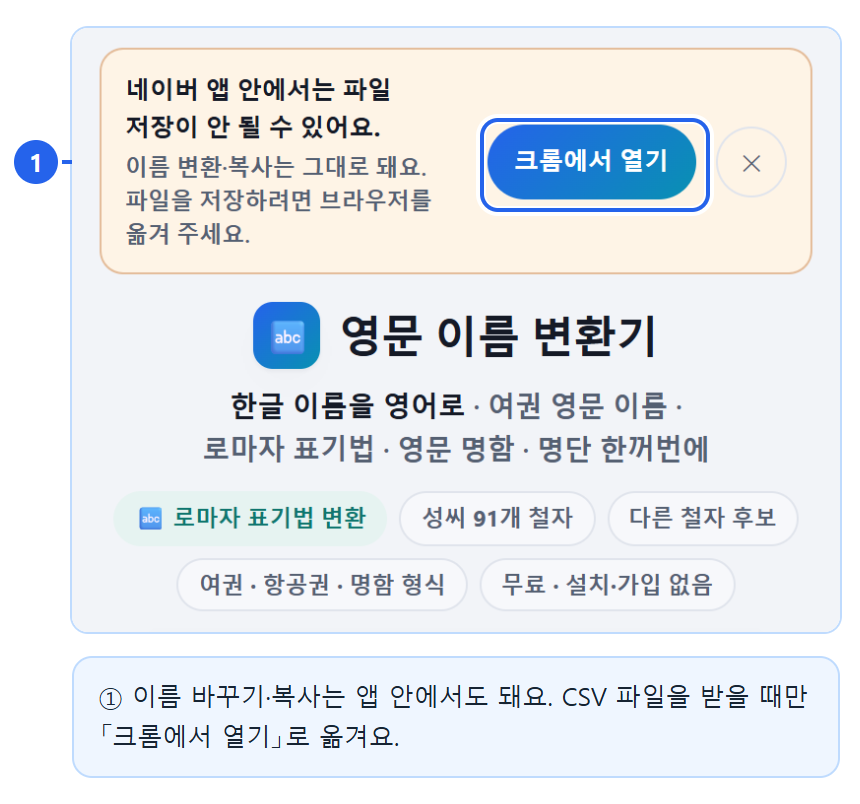 네이버 앱 안에서는 파일
저장이 안 될 수 있어요.
이름 변환·복사는 그대로 돼요.
파일을 저장하려면 브라우저를
옮겨 주세요.
크롬에서 열기
×
1
abc
영문 이름 변환기
한글 이름을 영어로 · 여권 영문 이름 ·
로마자 표기법 · 영문 명함 · 명단 한꺼번에
abc 로마자 표기법 변환
성씨 91개 철자
다른 철자 후보
여권 · 항공권 · 명함 형식
무료 · 설치·가입 없음
① 이름 바꾸기·복사는 앱 안에서도 돼요. CSV 파일을 받을 때만
「크롬에서 열기」로 옮겨요.